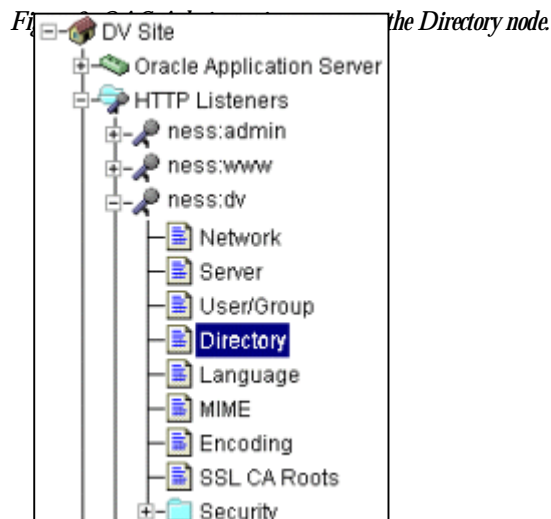 the Directory node.
DV Site
Oracle Application Server
HTTP Listeners
ness:admin
ness:www
ness:dv
Network
Server
User/Group
Directory
Language
MIME
Encoding
SSL CA Roots
Security